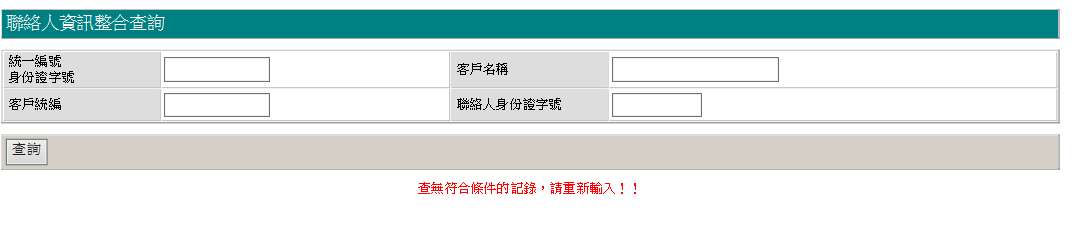 聯絡人資訊整合查詢
統一編號
身份證字號
客戶名稱
客戶統編
聯絡人身份證字號
查詢
查無符合條件的記錄，請重新輸入！！